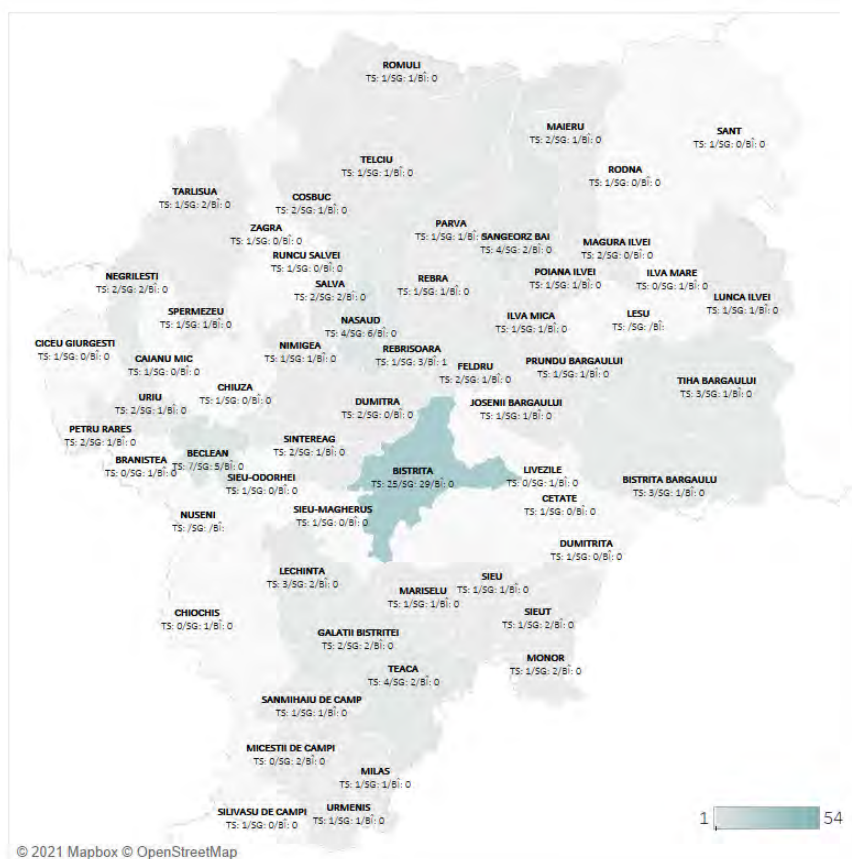 ROMULI
TS: 1/SG: 1/BÎ: 0
MAIERU
TS: 2/SG: 1/BÎ: 0
SANT
TS: 1/SG: 0/BÎ: 0
TELCIU
TS: 1/SG: 1/BÎ: 0
RODNA
TS: 1/SG: 0/BÎ: 0
TARLISUA
TS: 1/SG: 2/BÎ: 0
COSBUC
TS: 2/SG: 1/BÎ: 0
ZAGRA
TS: 1/SG: 0/BÎ: 0
PARVA
TS: 1/SG: 1/BÎ:
SANGEORZ BAI
TS: 4/SG: 2/BÎ: 0
MAGURA ILVEI
TS: 2/SG: 0/BÎ: 0
RUNCU SALVEI
TS: 1/SG: 0/BÎ: 0
NEGRILESTI
TS: 2/SG: 2/BÎ: 0
SALVA
TS: 2/SG: 2/BÎ: 0
REBRA
TS: 1/SG: 1/BÎ: 0
POIANA ILVEI
TS: 1/SG: 1/BÎ: 0
ILVA MARE
TS: 0/SG: 1/BÎ: 0
LUNCA ILVEI
TS: 1/SG: 1/BÎ: 0
SPERMEZEU
TS: 1/SG: 1/BÎ: 0
NASAUD
TS: 4/SG: 6/BÎ: 0
ILVA MICA
TS: 1/SG: 1/BÎ: 0
LESU
TS: /SG: /BÎ:
CICEU GIURGESTI
TS: 1/SG: 0/BÎ: 0
NIMIGEA
TS: 1/SG: 1/BÎ: 0
REBRISOARA
TS: 1/SG: 3/BÎ: 1
CAIANU MIC
TS: 1/SG: 0/BÎ: 0
FELDRU
TS: 2/SG: 1/BÎ: 0
PRUNDU BARGAULUI
TS: 1/SG: 1/BÎ: 0
TIHA BARGAULUI
TS: 3/SG: 1/BÎ: 0
CHIUZA
TS: 1/SG: 0/BÎ: 0
URIU
TS: 2/SG: 1/BÎ: 0
DUMITRA
TS: 2/SG: 0/BÎ: 0
JOSENII BARGAULUI
TS: 1/SG: 1/BÎ: 0
PETRU RARES
TS: 2/SG: 1/BÎ: 0
SINTEREAG
TS: 2/SG: 1/BÎ: 0
BRANISTEA
TS: 0/SG: 1/BÎ: 0
BECLEAN
TS: 7/SG: 5/BÎ: 0
BISTRITA
TS: 25/SG: 29/BÎ: 0
LIVEZILE
TS: 0/SG: 1/BÎ: 0
SIEU-ODORHEI
TS: 1/SG: 0/BÎ: 0
BISTRITA BARGAULU
TS: 3/SG: 1/BÎ: 0
CETATE
TS: 1/SG: 0/BÎ: 0
NUSENI
TS: /SG: /BÎ:
SIEU-MAGHERUS
TS: 1/SG: 0/BÎ: 0
DUMITRITA
TS: 1/SG: 0/BÎ: 0
LECHINTA
TS: 3/SG: 2/BÎ: 0
SIEU
TS: 1/SG: 1/BÎ: 0
MARISELU
TS: 1/SG: 1/BÎ: 0
CHIOCHIS
TS: 0/SG: 1/BÎ: 0
SIEUT
TS: 1/SG: 2/BÎ: 0
GALATII BISTRITEI
TS: 2/SG: 2/BÎ: 0
MONOR
TS: 1/SG: 2/BÎ: 0
TEACA
TS: 4/SG: 2/BÎ: 0
SANMIHAIU DE CAMP
TS: 1/SG: 1/BÎ: 0
MICESTII DE CAMPI
TS: 0/SG: 2/BÎ: 0
MILAS
TS: 1/SG: 1/BÎ: 0
SILIVASU DE CAMPI
TS: 1/SG: 0/BÎ: 0
URMENIS
TS: 1/SG: 1/BÎ: 0
1 54
© 2021 Mapbox © OpenStreetMap